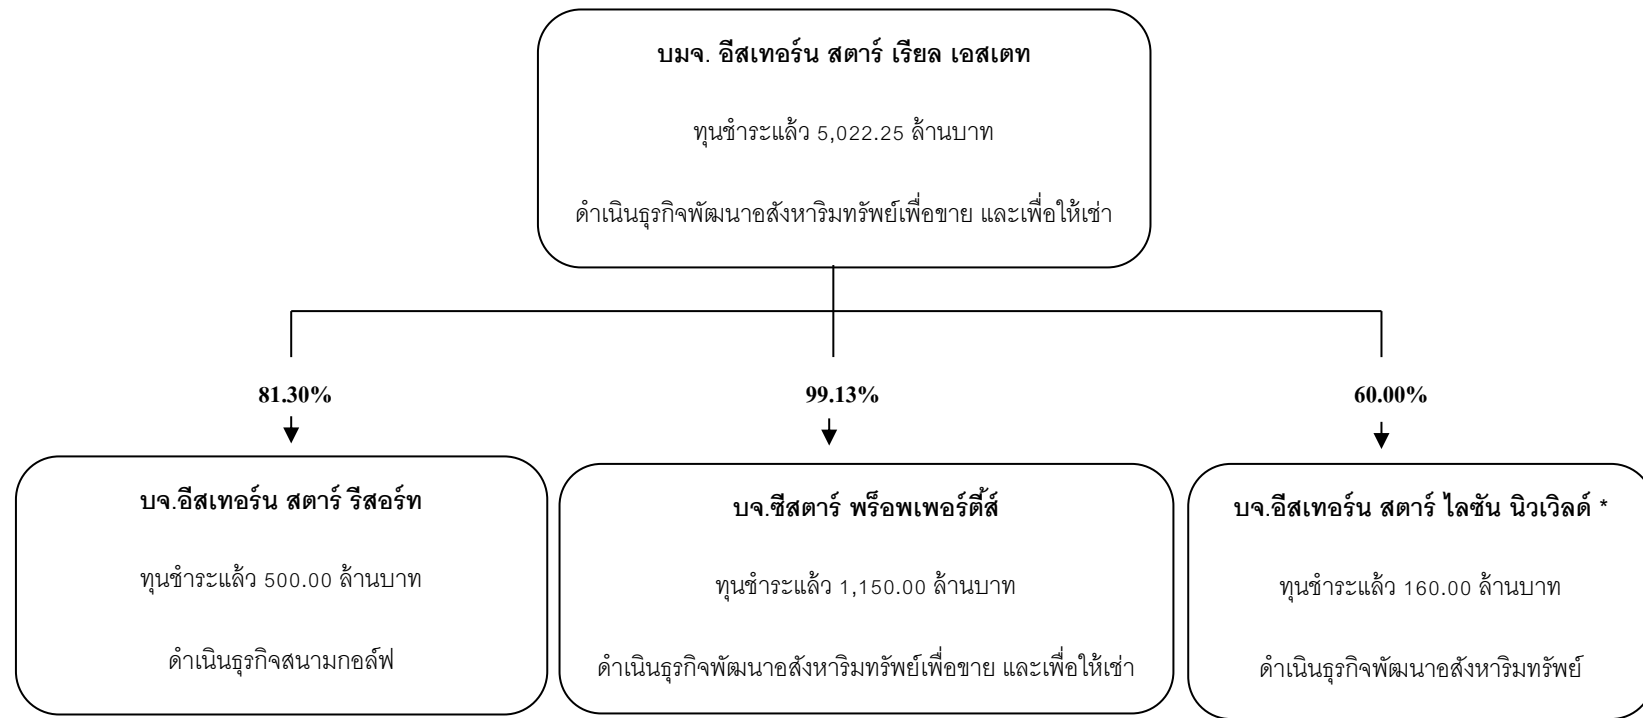 บมจ. อีสเทอร์น สตาร์ เรียล เอสเตท
ทุนชำระแล้ว 5,022.25 ล้านบาท
ดำเนินธุรกิจพัฒนาอสังหาริมทรัพย์เพื่อขาย และเพื่อให้เช่า
81.30%
99.13%
60.00%
บจ.อีสเทอร์น สตาร์ รีสอร์ท
ทุนชำระแล้ว 500.00 ล้านบาท
ดำเนินธุรกิจสนามกอล์ฟ
บจ.ซีสตาร์ พร็อพเพอร์ตี้ส์
ทุนชำระแล้ว 1,150.00 ล้านบาท
ดำเนินธุรกิจพัฒนาอสังหาริมทรัพย์เพื่อขาย และเพื่อให้เช่า
บจ.อีสเทอร์น สตาร์ ไลซัน นิวเวิลด์ *
ทุนชำระแล้ว 160.00 ล้านบาท
ดำเนินธุรกิจพัฒนาอสังหาริมทรัพย์